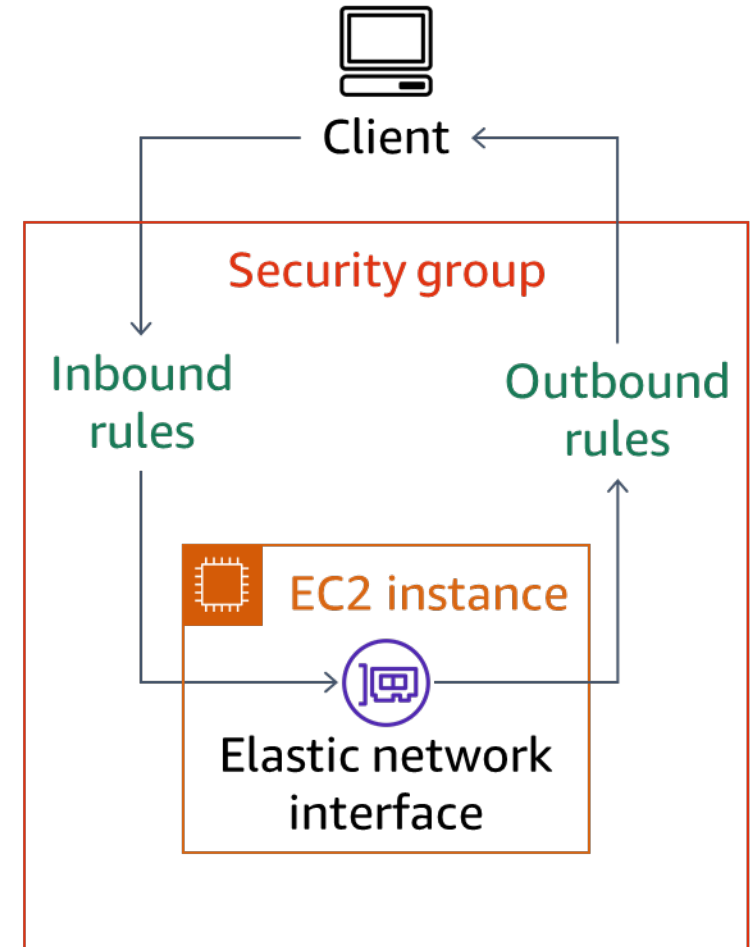 Client
Security group
Inbound
rules
Outbound
rules
EC2 instance
Elastic network
interface